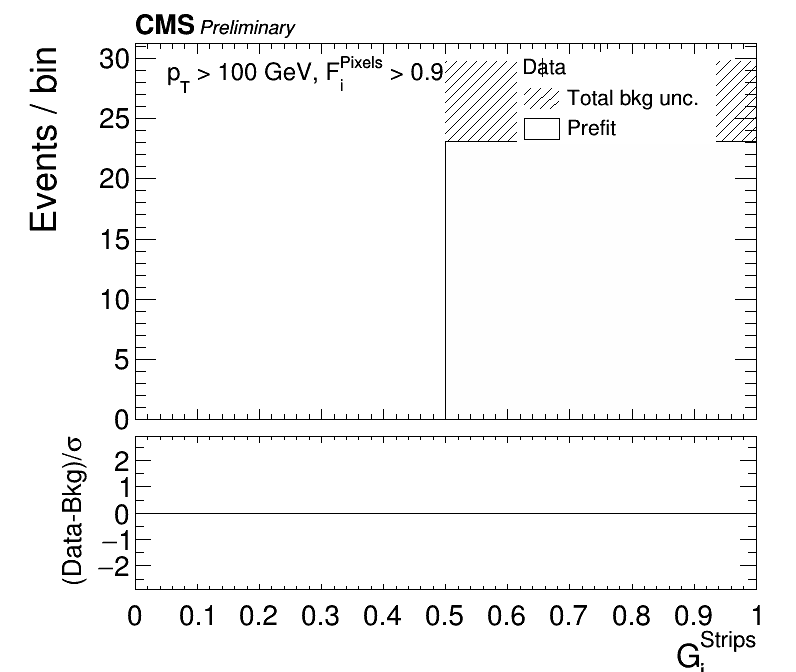 CMS Preliminary
Events / bin
30
25
20
15
10
5
0
p_T > 100 GeV, F_i^Pixels > 0.9
Data
Total bkg unc.
Prefit
(Data-Bkg)/σ
2
1
0
−1
−2
0 0.1 0.2 0.3 0.4 0.5 0.6 0.7 0.8 0.9 1
G_i^Strips